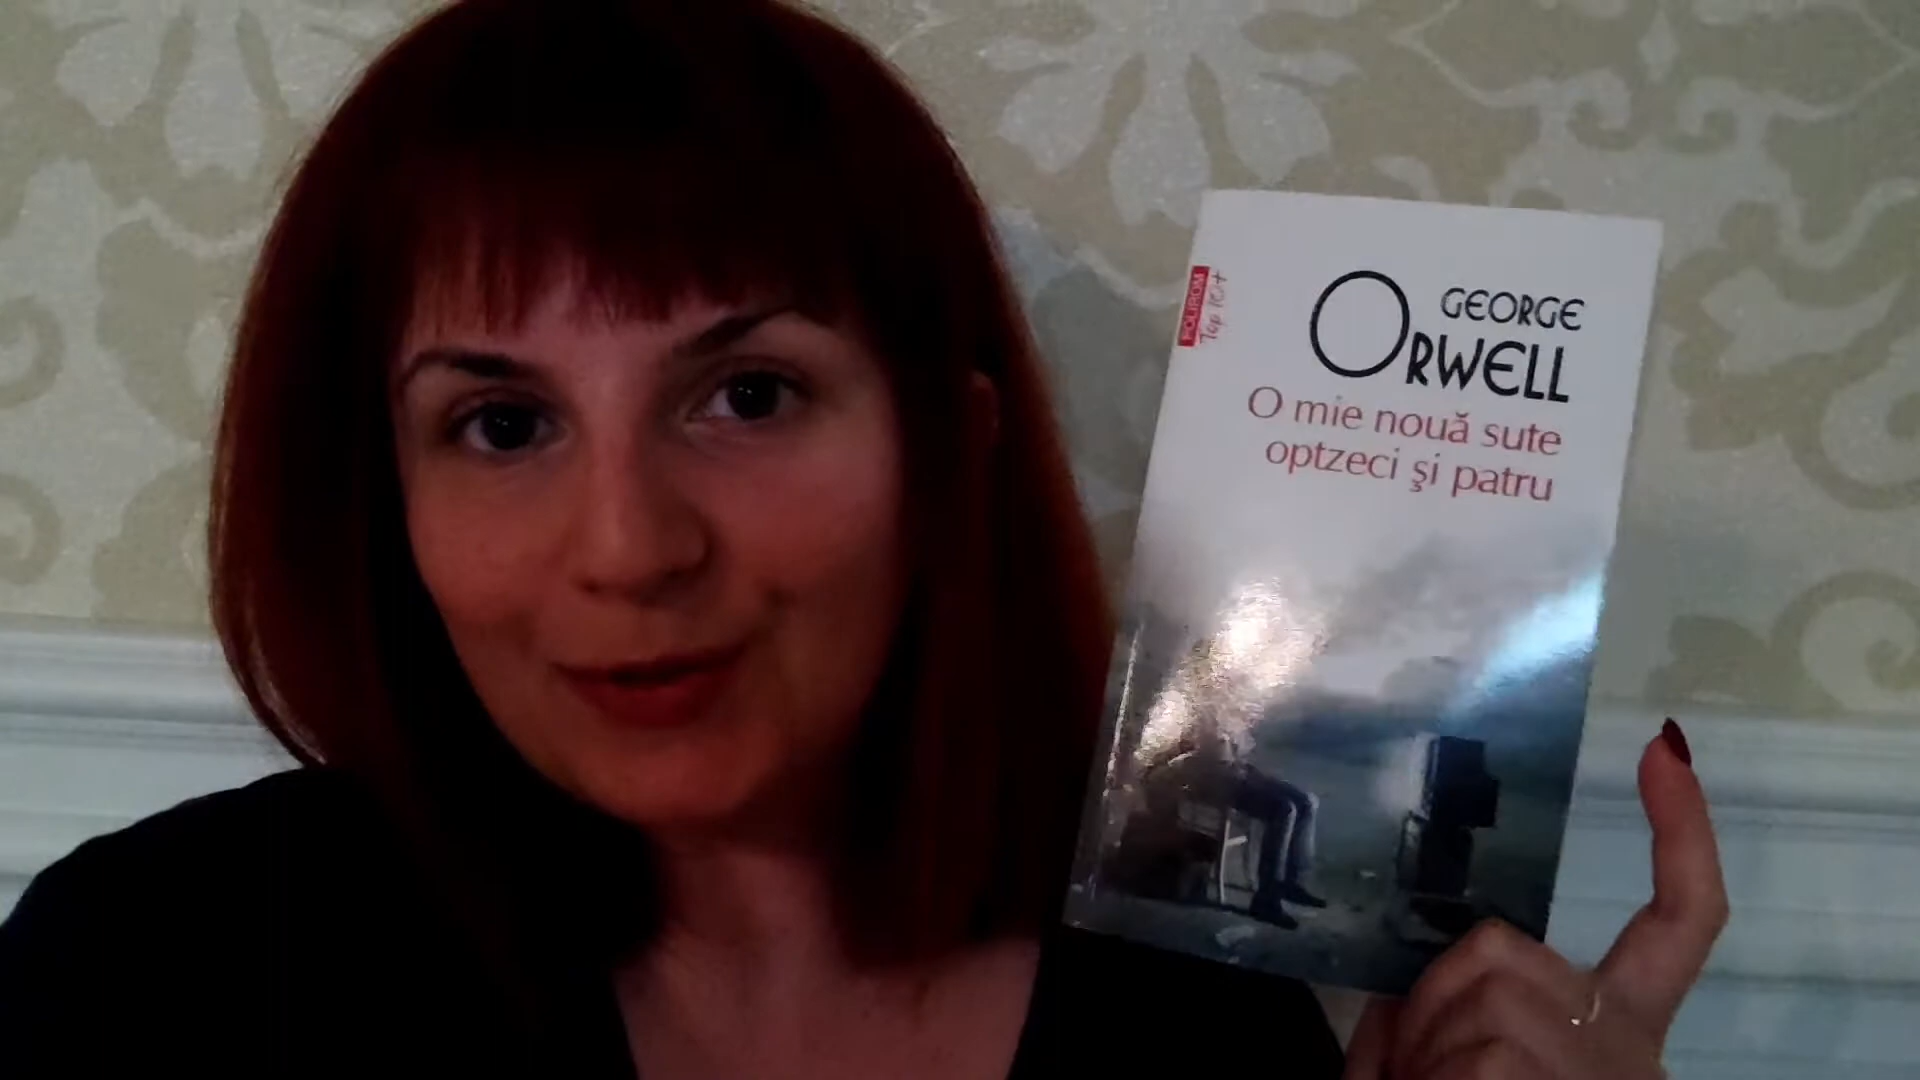 POLIROM
Top 10+
GEORGE
ORWELL
O mie nouă sute
optzeci şi patru